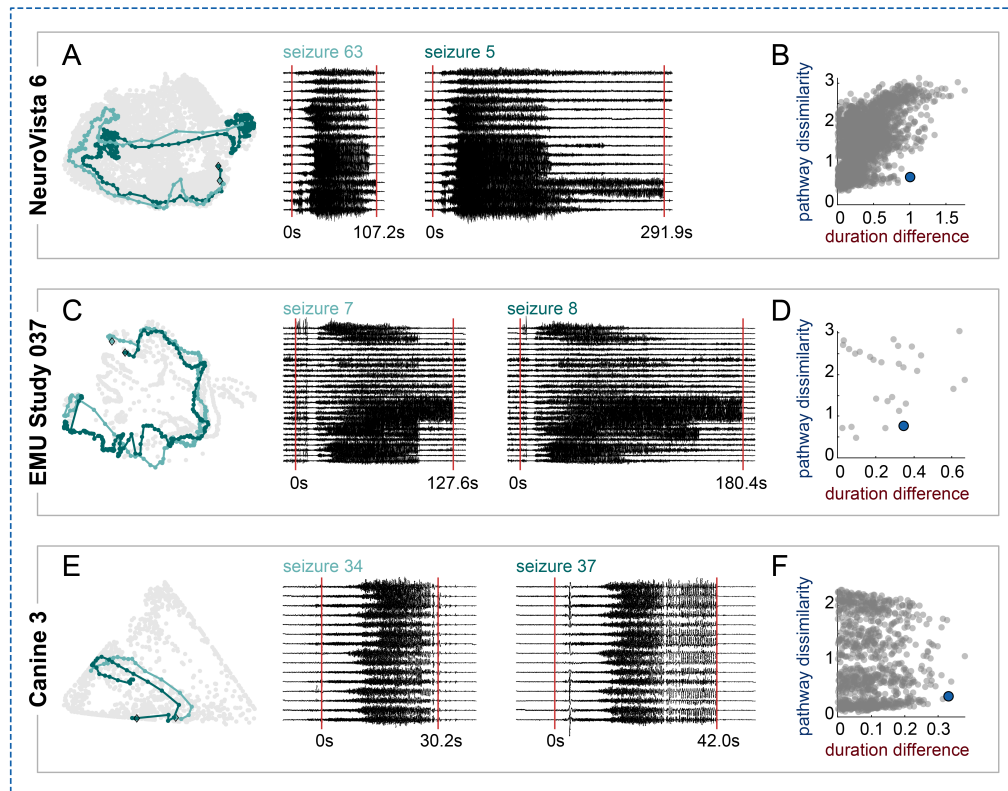 NeuroVista 6
A
seizure 63
seizure 5
0s
107.2s
0s
291.9s
B
pathway dissimilarity
3
2
1
0
0
0.5
1
1.5
duration difference
EMU Study 037
C
seizure 7
seizure 8
0s
127.6s
0s
180.4s
D
pathway dissimilarity
3
2
1
0
0
0.2
0.4
0.6
duration difference
Canine 3
E
seizure 34
seizure 37
0s
30.2s
0s
42.0s
F
pathway dissimilarity
2
1
0
0
0.1
0.2
0.3
duration difference